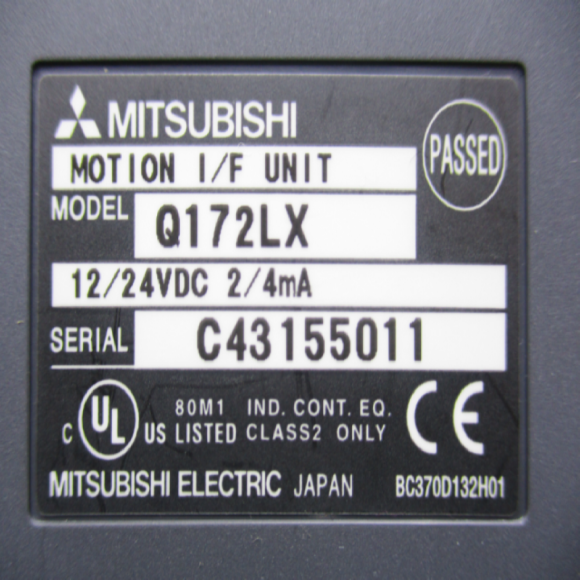 MITSUBISHI
PASSED
MOTION I/F UNIT
MODEL Q172LX
12/24VDC 2/4mA
SERIAL C43155011
C UL US LISTED 80M1 IND. CONT. EQ.
CLASS2 ONLY
CE
MITSUBISHI ELECTRIC JAPAN BC370D132H01